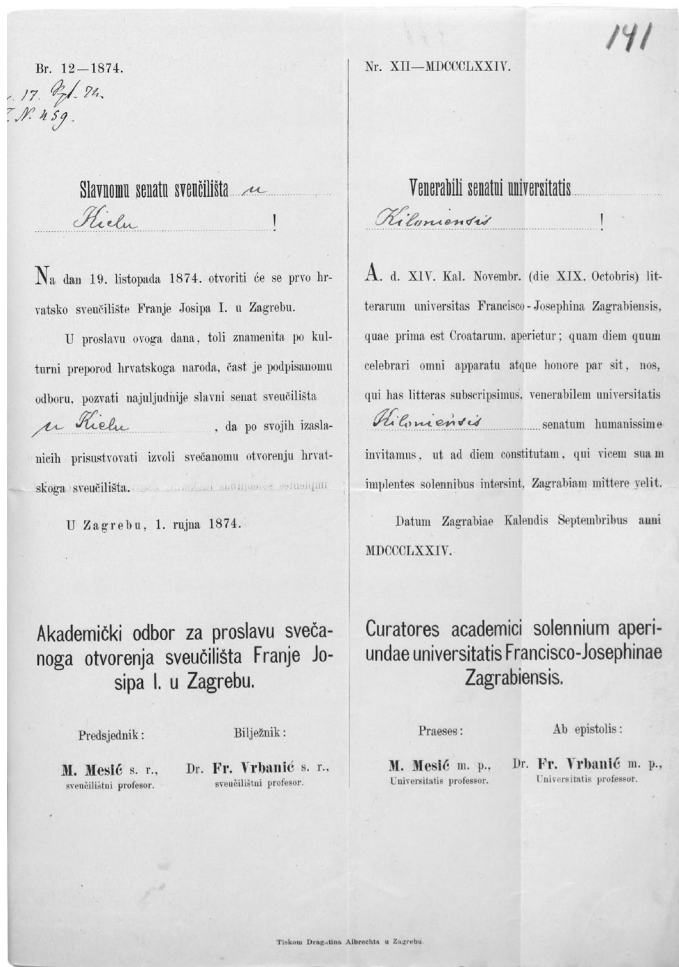 141
Br. 12—1874.
17.
N. 459.
Slavnomu senatu sveučilišta u
Kielu !
Na dan 19. listopada 1874. otvoriti će se prvo hr-
vatsko sveučilište Franje Josipa I. u Zagrebu.
U proslavu ovoga dana, toli znamenita po kul-
turni preporod hrvatskoga naroda, čast je podpisanomu
odboru, pozvati najuljudnije slavni senat sveučilišta
u Kielu , da po svojih izasla-
nicih prisustvovati izvoli svečanomu otvorenju hrvat-
skoga sveučilišta.
U Zagrebu, 1. rujna 1874.
Akademički odbor za proslavu sveča-
noga otvorenja sveučilišta Franje Jo-
sipa I. u Zagrebu.
Predsjednik: Bilježnik:
M. Mesić s. r., Dr. Fr. Vrbanić s. r.,
sveučilištni profesor. sveučilištni profesor.
Nr. XII—MDCCCLXXIV.
Venerabili senatui universitatis
Kiloniensis !
A. d. XIV. Kal. Novembr. (die XIX. Octobris) lit-
terarum universitas Francisco-Josephina Zagrabiensis,
quae prima est Croatarum, aperietur; quam diem quum
celebrari omni apparatu atque honore par sit, nos,
qui has litteras subscripsimus, venerabilem universitatis
Kiloniensis senatum humanissime
invitamus, ut ad diem constitutam, qui vicem suam
implentes solennibus intersint, Zagrabiam mittere velit.
Datum Zagrabiae Kalendis Septembribus anni
MDCCCLXXIV.
Curatores academici solennium aperi-
undae universitatis Francisco-Josephinae
Zagrabiensis.
Praeses: Ab epistolis:
M. Mesić m. p., Dr. Fr. Vrbanić m. p.,
Universitatis professor. Universitatis professor.
Tiskom Dragutina Albrechta u Zagrebu.